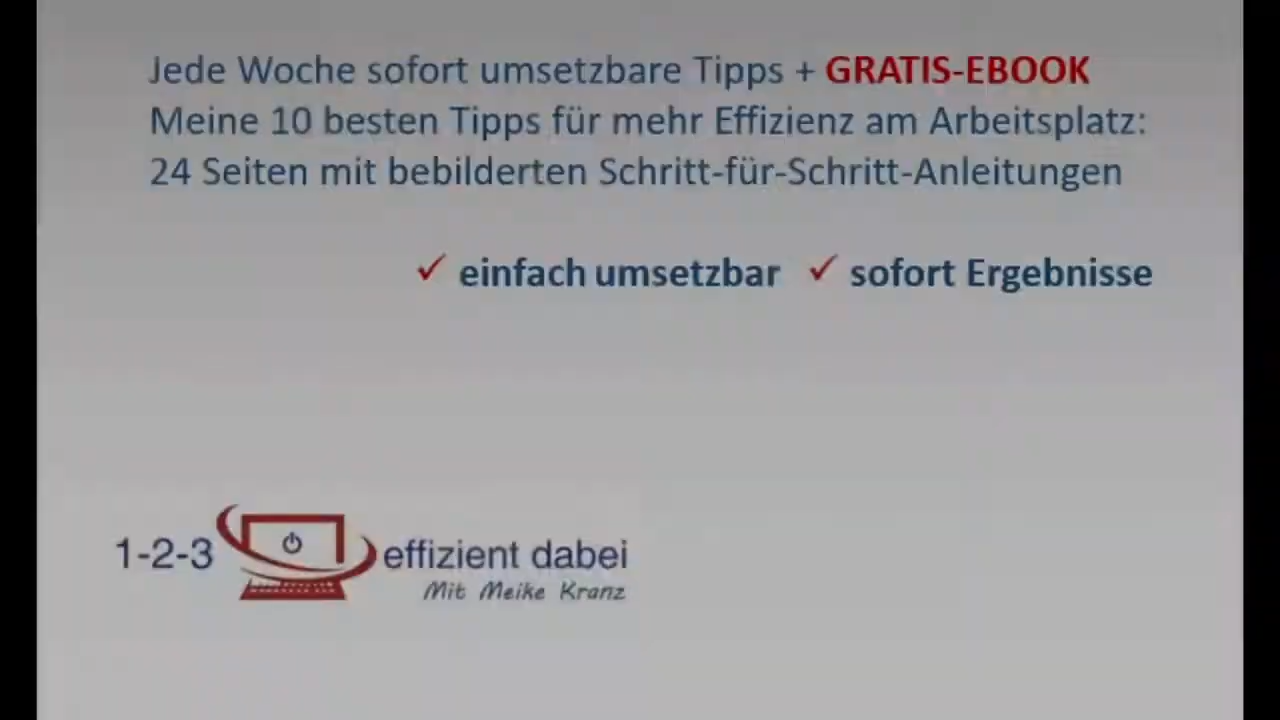 Jede Woche sofort umsetzbare Tipps + GRATIS-EBOOK
Meine 10 besten Tipps für mehr Effizienz am Arbeitsplatz:
24 Seiten mit bebilderten Schritt-für-Schritt-Anleitungen
✓ einfach umsetzbar ✓ sofort Ergebnisse
1-2-3 effizient dabei
Mit Meike Kranz